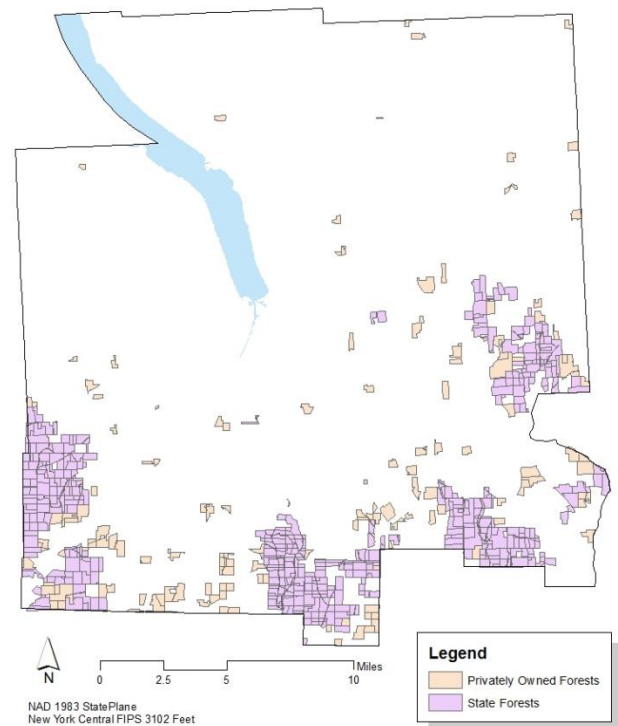 N
0 2.5 5 10 Miles
NAD 1983 StatePlane
New York Central FIPS 3102 Feet
Legend
Privately Owned Forests
State Forests